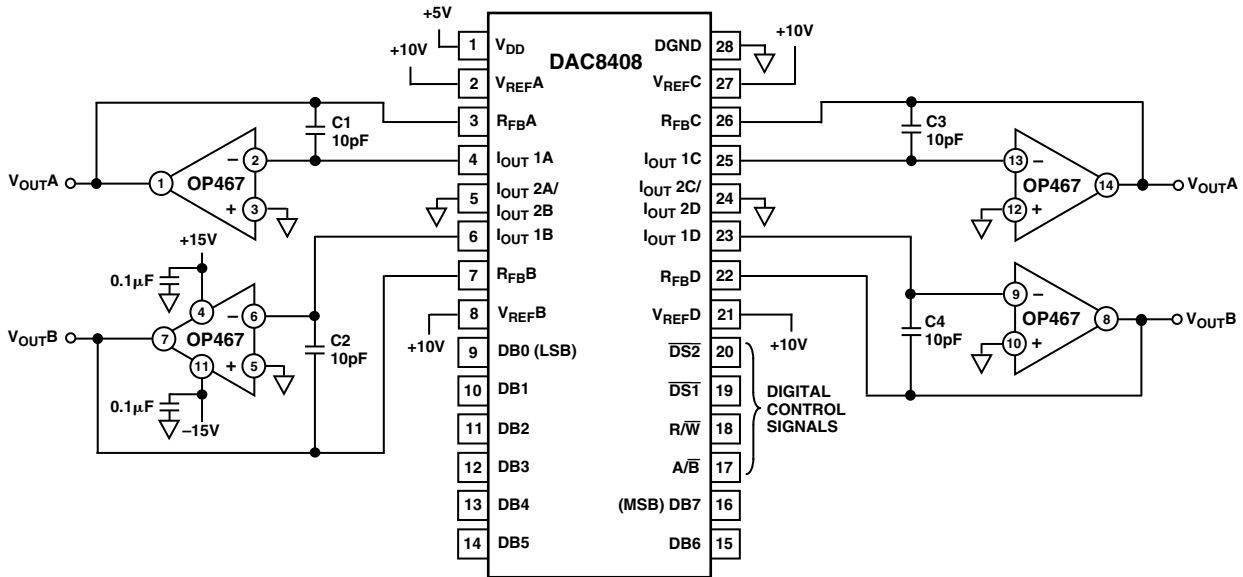 DAC8408
+5V
1 VDD
+10V
2 VREFA
3 RFBA
4 IOUT 1A
5 IOUT 2A/
IOUT 2B
6 IOUT 1B
7 RFBB
8 VREFB
+10V
9 DB0 (LSB)
10 DB1
11 DB2
12 DB3
13 DB4
14 DB5
DGND 28
+10V
VREFC 27
RFBC 26
IOUT 1C 25
IOUT 2C/
IOUT 2D 24
IOUT 1D 23
RFBD 22
VREFD 21
+10V
DS2 20
DS1 19
R/W 18
A/B 17
(MSB) DB7 16
DB6 15
DIGITAL
CONTROL
SIGNALS
C1
10pF
VOUTA
1
OP467
− 2
+ 3
+15V
0.1μF
4
VOUTB
7
OP467
− 6
+ 5
11
0.1μF
−15V
C2
10pF
C3
10pF
13 −
OP467
12 +
14
VOUTA
9 −
OP467
10 +
8
VOUTB
C4
10pF